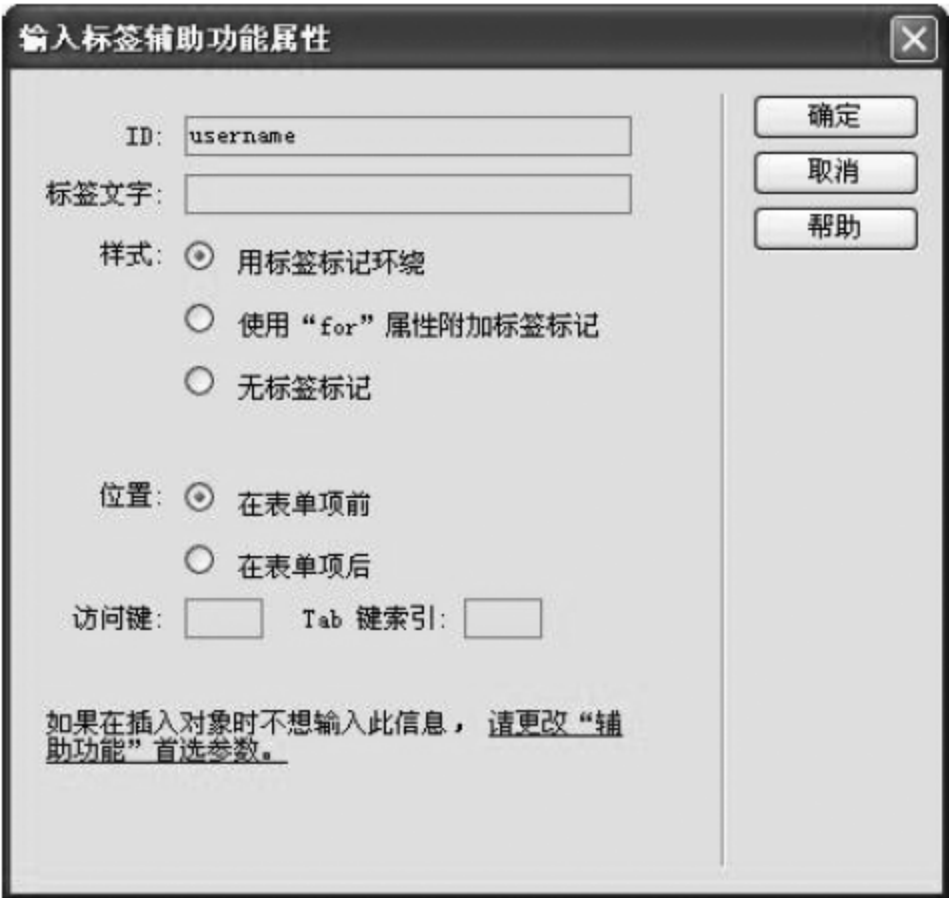 输入标签辅助功能属性
ID: username
确定
标签文字:
取消
样式: 用标签标记环绕
帮助
使用“for”属性附加标签标记
无标签标记
位置: 在表单项前
在表单项后
访问键: Tab 键索引:
如果在插入对象时不想输入此信息，请更改“辅
助功能”首选参数。